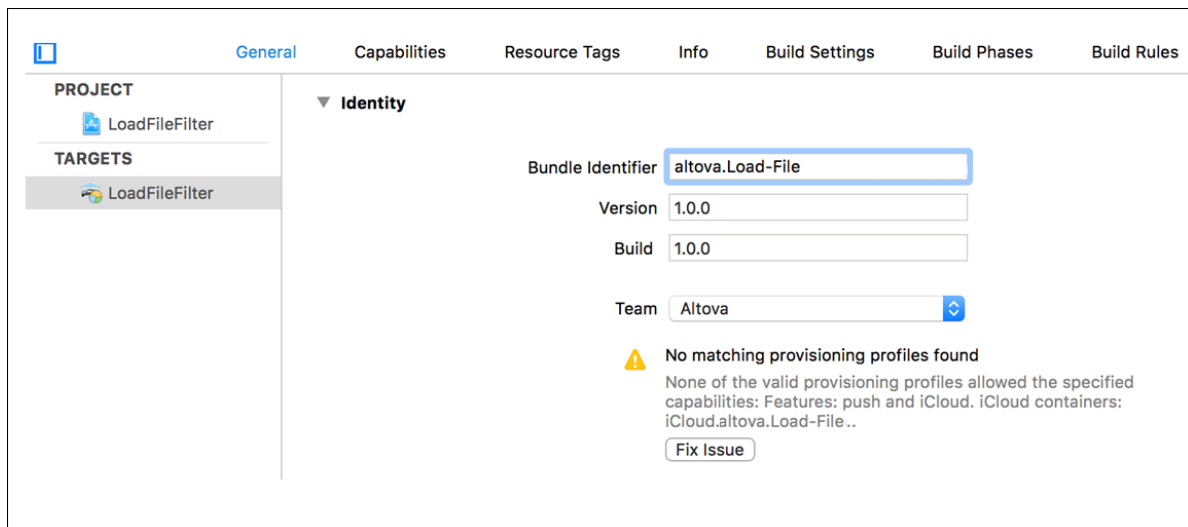 General Capabilities Resource Tags Info Build Settings Build Phases Build Rules
PROJECT
LoadFileFilter
TARGETS
LoadFileFilter
Identity
Bundle Identifier altova.Load-File
Version 1.0.0
Build 1.0.0
Team Altova
No matching provisioning profiles found
None of the valid provisioning profiles allowed the specified
capabilities: Features: push and iCloud. iCloud containers:
iCloud.altova.Load-File..
Fix Issue